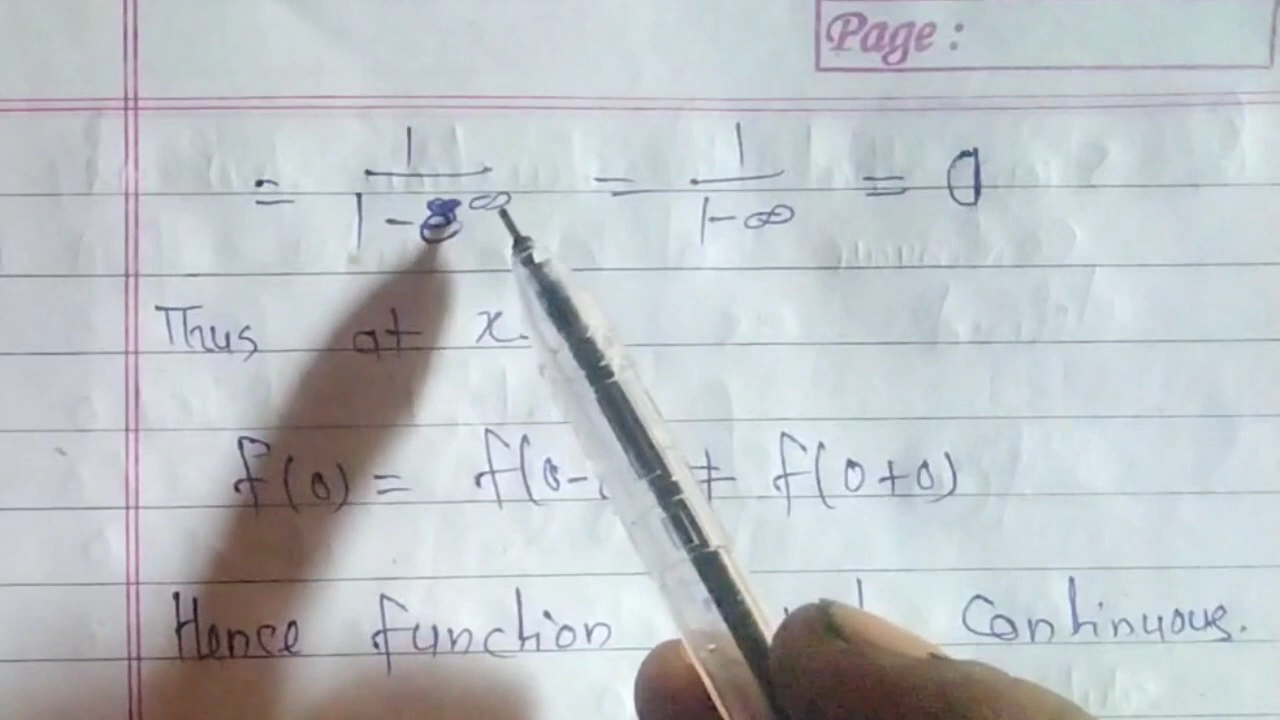 Page :
= 1/1-e^∞ = 1/1-∞ = 0
Thus at x
f(0) = f(0- ≠ f(0+0)
Hence function Continuous.